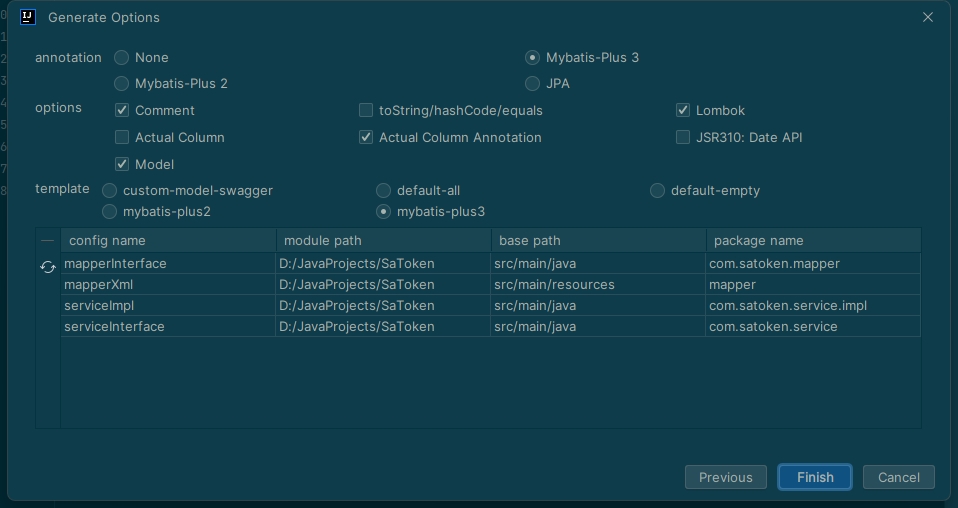 IJ Generate Options
annotation None Mybatis-Plus 3
Mybatis-Plus 2 JPA
options Comment toString/hashCode/equals Lombok
Actual Column Actual Column Annotation JSR310: Date API
Model
template custom-model-swagger default-all default-empty
mybatis-plus2 mybatis-plus3
config name module path base path package name
mapperInterface D:/JavaProjects/SaToken src/main/java com.satoken.mapper
mapperXml D:/JavaProjects/SaToken src/main/resources mapper
serviceImpl D:/JavaProjects/SaToken src/main/java com.satoken.service.impl
serviceInterface D:/JavaProjects/SaToken src/main/java com.satoken.service
Previous Finish Cancel